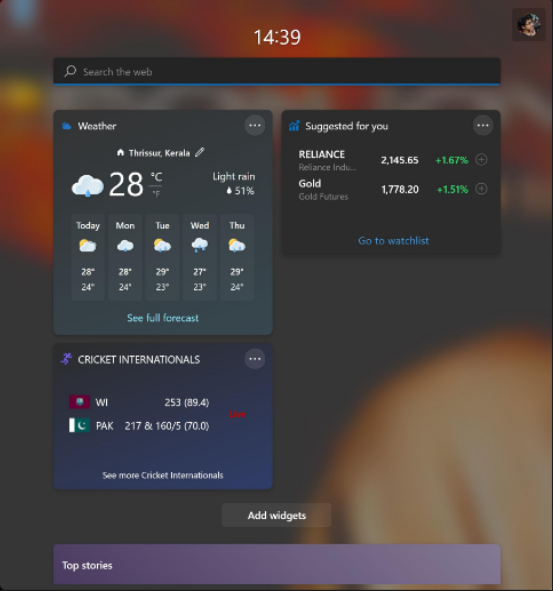 14:39
Search the web
Weather
Thrissur, Kerala
28 °C
°F
Light rain
51%
Today Mon Tue Wed Thu
28° 28° 29° 27° 29°
24° 24° 23° 23° 24°
See full forecast
Suggested for you
RELIANCE 2,145.65 +1.67%
Reliance Indu...
Gold 1,778.20 +1.51%
Gold Futures
Go to watchlist
CRICKET INTERNATIONALS
WI 253 (89.4)
PAK 217 & 160/5 (70.0)
See more Cricket Internationals
Add widgets
Top stories